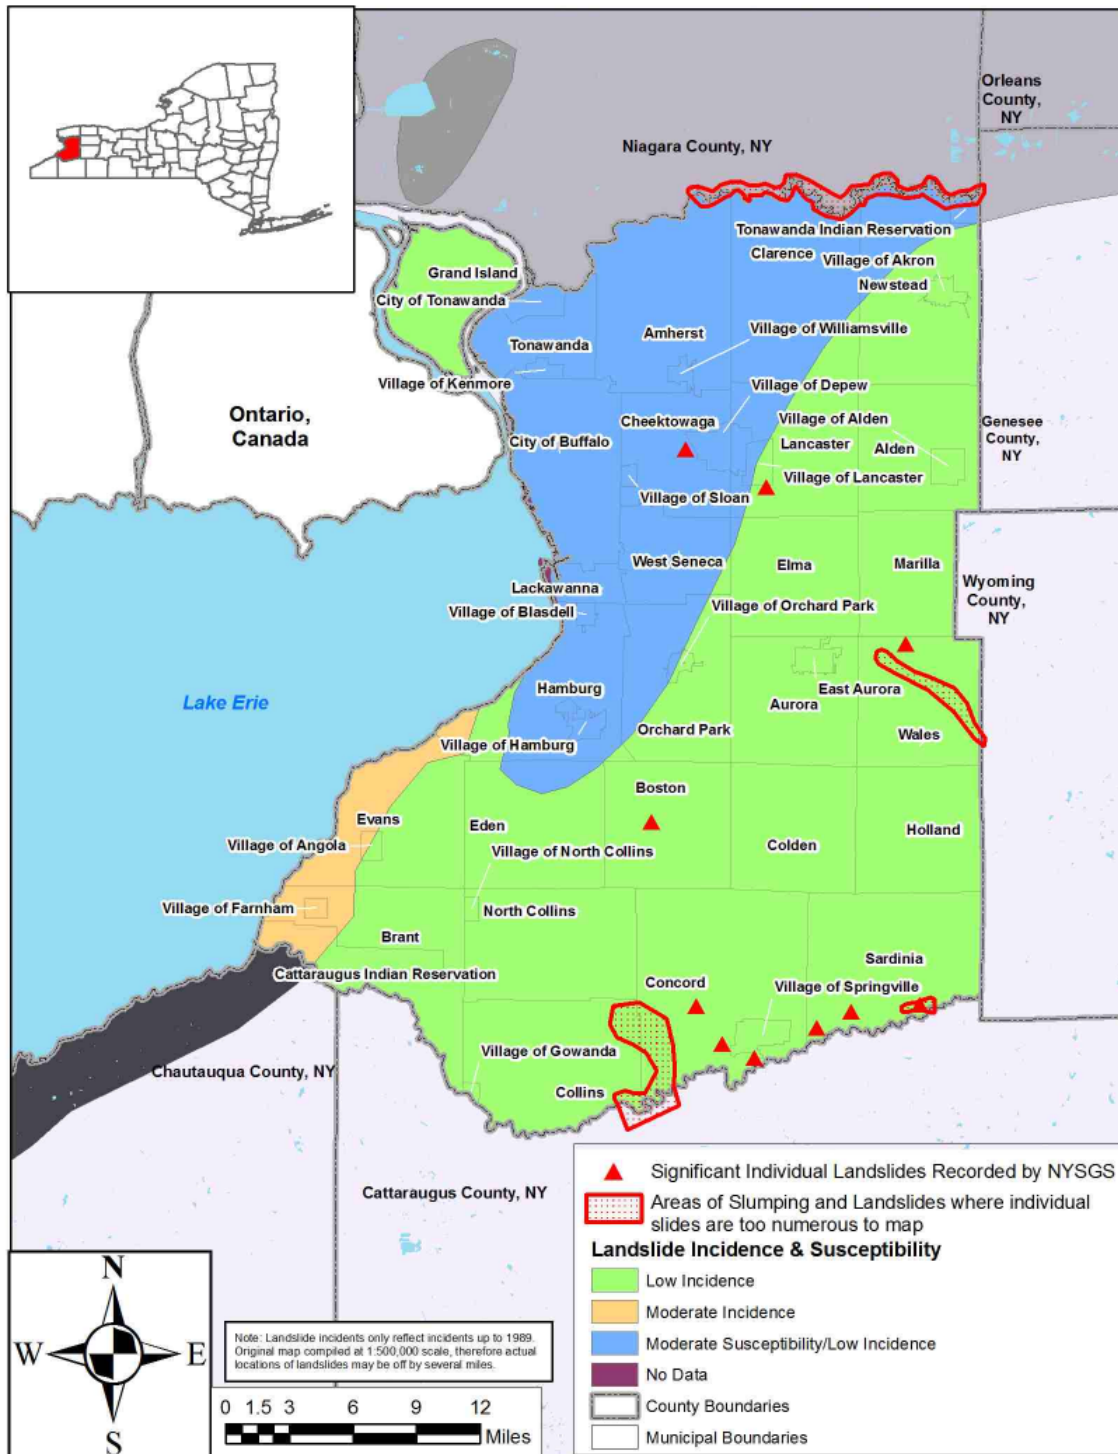 Orleans
County,
NY
Niagara County, NY
Tonawanda Indian Reservation
Clarence
Village of Akron
Grand Island
Newstead
City of Tonawanda
Village of Williamsville
Amherst
Tonawanda
Village of Kenmore
Village of Depew
Ontario,
Canada
Cheektowaga
Village of Alden
Genesee
County,
NY
City of Buffalo
Lancaster
Alden
Village of Lancaster
Village of Sloan
West Seneca
Elma
Marilla
Lackawanna
Wyoming
County,
NY
Village of Blasdell
Village of Orchard Park
Hamburg
East Aurora
Lake Erie
Aurora
Orchard Park
Wales
Village of Hamburg
Boston
Evans
Eden
Holland
Village of Angola
Village of North Collins
Colden
Village of Farnham
North Collins
Brant
Sardinia
Cattaraugus Indian Reservation
Concord
Village of Springville
Village of Gowanda
Chautauqua County, NY
Collins
Cattaraugus County, NY
Significant Individual Landslides Recorded by NYSGS
Areas of Slumping and Landslides where individual
slides are too numerous to map
Landslide Incidence & Susceptibility
Low Incidence
Moderate Incidence
Moderate Susceptibility/Low Incidence
No Data
County Boundaries
Municipal Boundaries
N
W
E
S
Note: Landslide incidents only reflect incidents up to 1989.
Original map compiled at 1:500,000 scale, therefore actual
locations of landslides may be off by several miles.
0 1.5 3 6 9 12
Miles